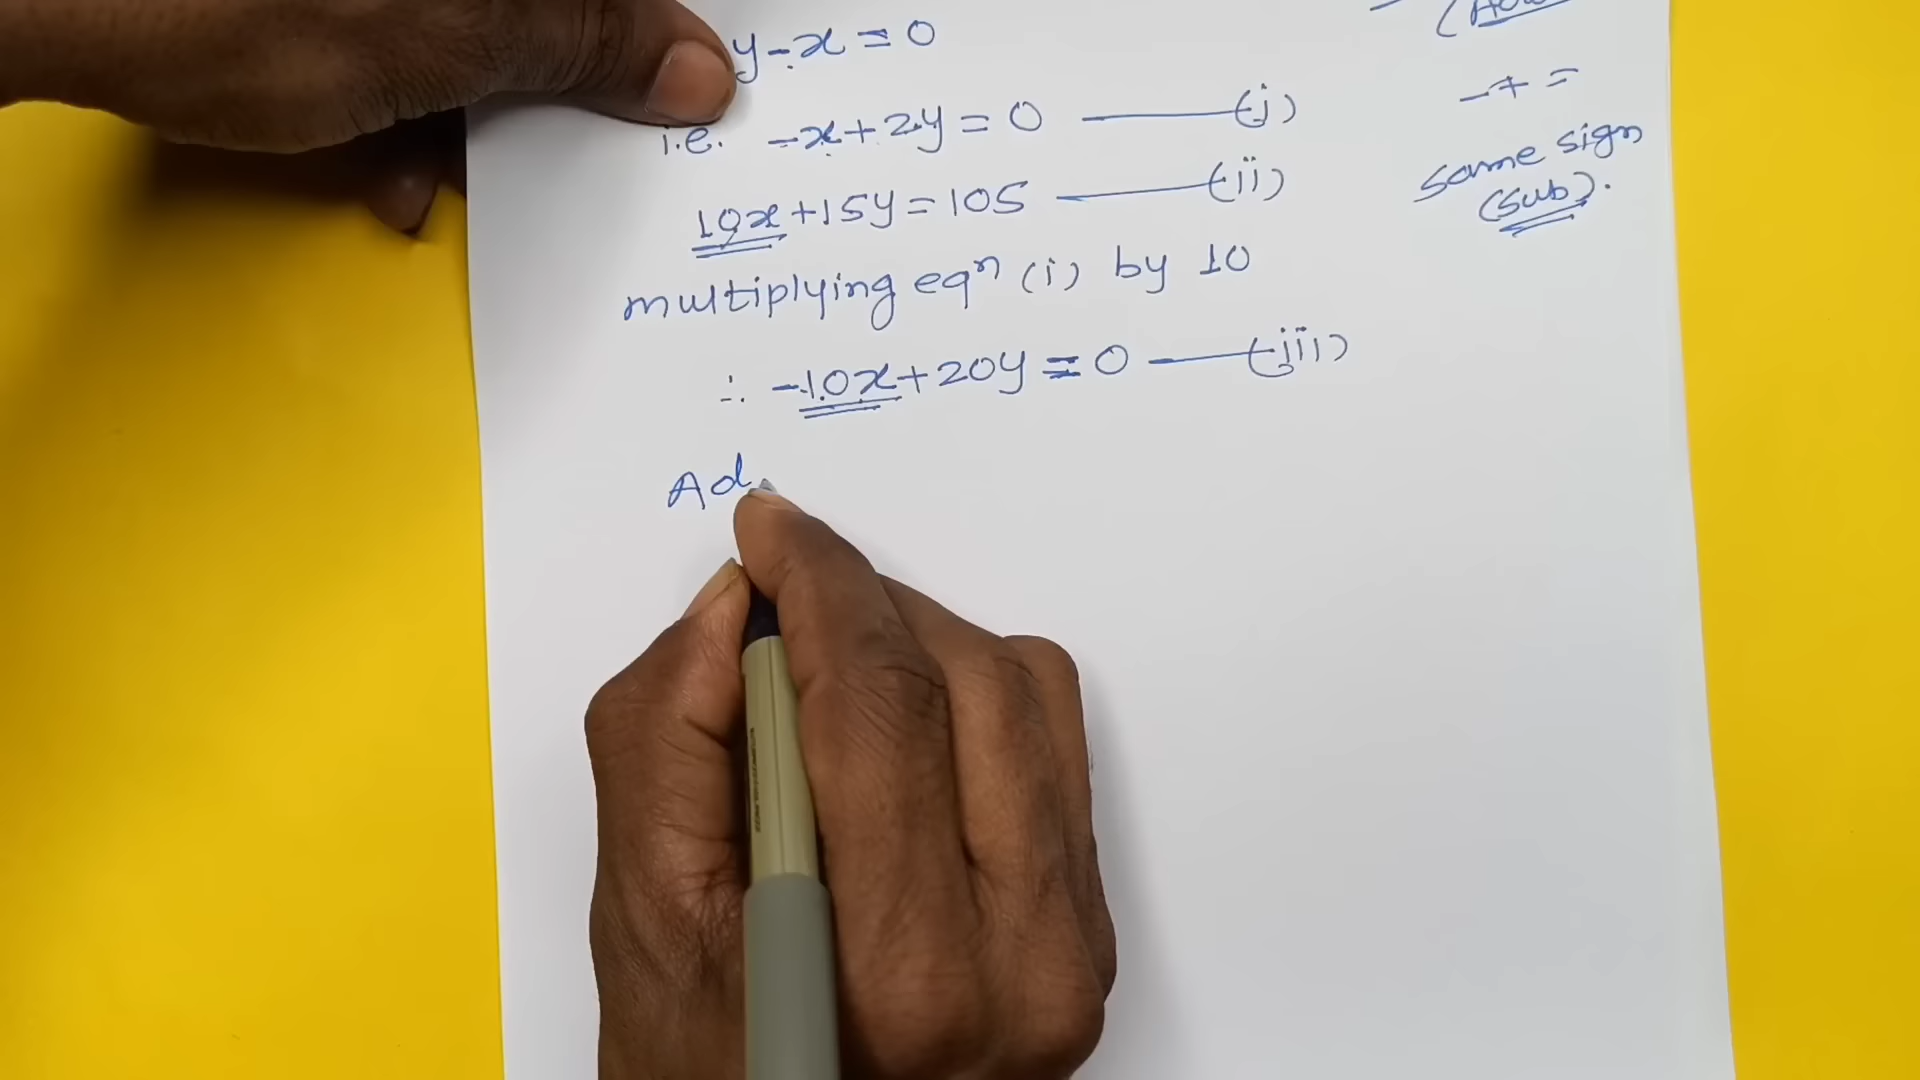 y-x=0
i.e. -x+2y=0 ——(i)
10x+15y=105 ——(ii)
multiplying eqⁿ (i) by 10
∴ -10x+20y=0 ——(iii)
Ad
-+=
same sign
(sub).